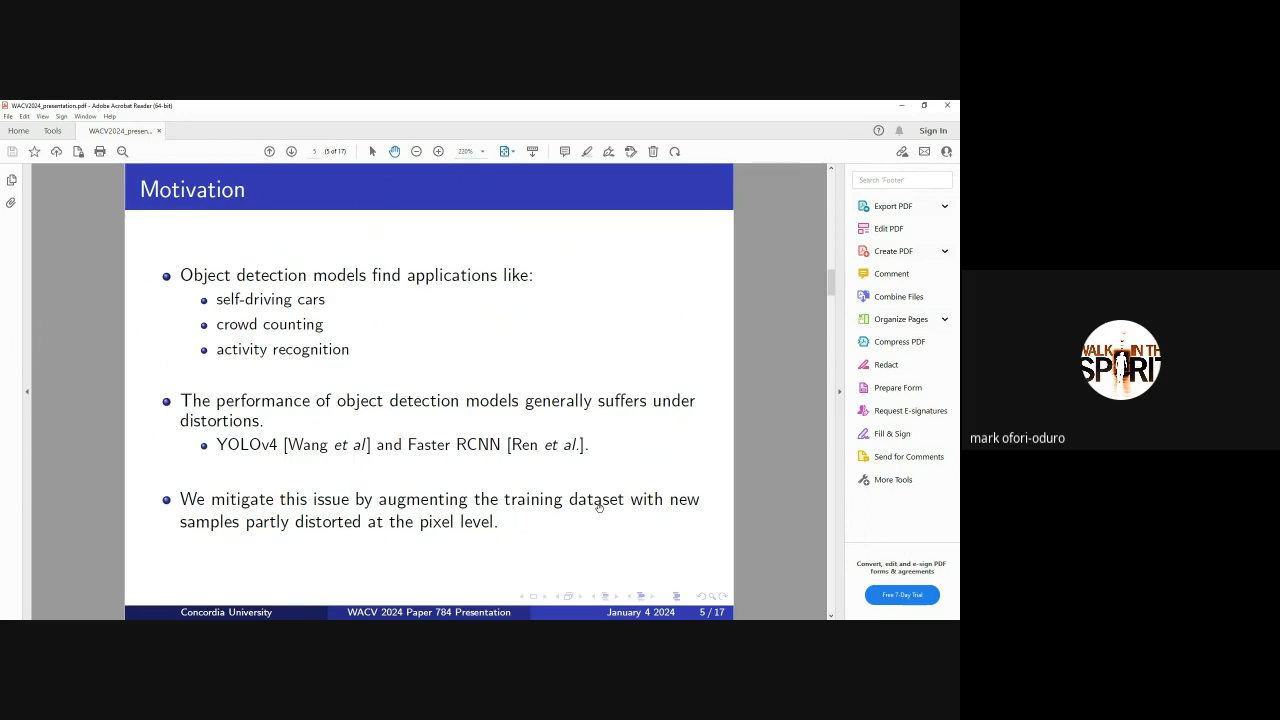 WACV2024_presentation.pdf - Adobe Acrobat Reader (64-bit)
File Edit View Sign Window Help
Home Tools WACV2024_presen... × Sign In
5 (5 of 17) 220%
Motivation
Object detection models find applications like:
self-driving cars
crowd counting
activity recognition
The performance of object detection models generally suffers under
distortions.
YOLOv4 [Wang et al] and Faster RCNN [Ren et al.].
We mitigate this issue by augmenting the training dataset with new
samples partly distorted at the pixel level.
Concordia University WACV 2024 Paper 784 Presentation January 4 2024 5 / 17
Search 'Footer'
Export PDF
Edit PDF
Create PDF
Comment
Combine Files
Organize Pages
Compress PDF
Redact
Prepare Form
Request E-signatures
Fill & Sign
Send for Comments
More Tools
Convert, edit and e-sign PDF
forms & agreements
Free 7-Day Trial
WALK IN TH
SPIRIT
mark ofori-oduro